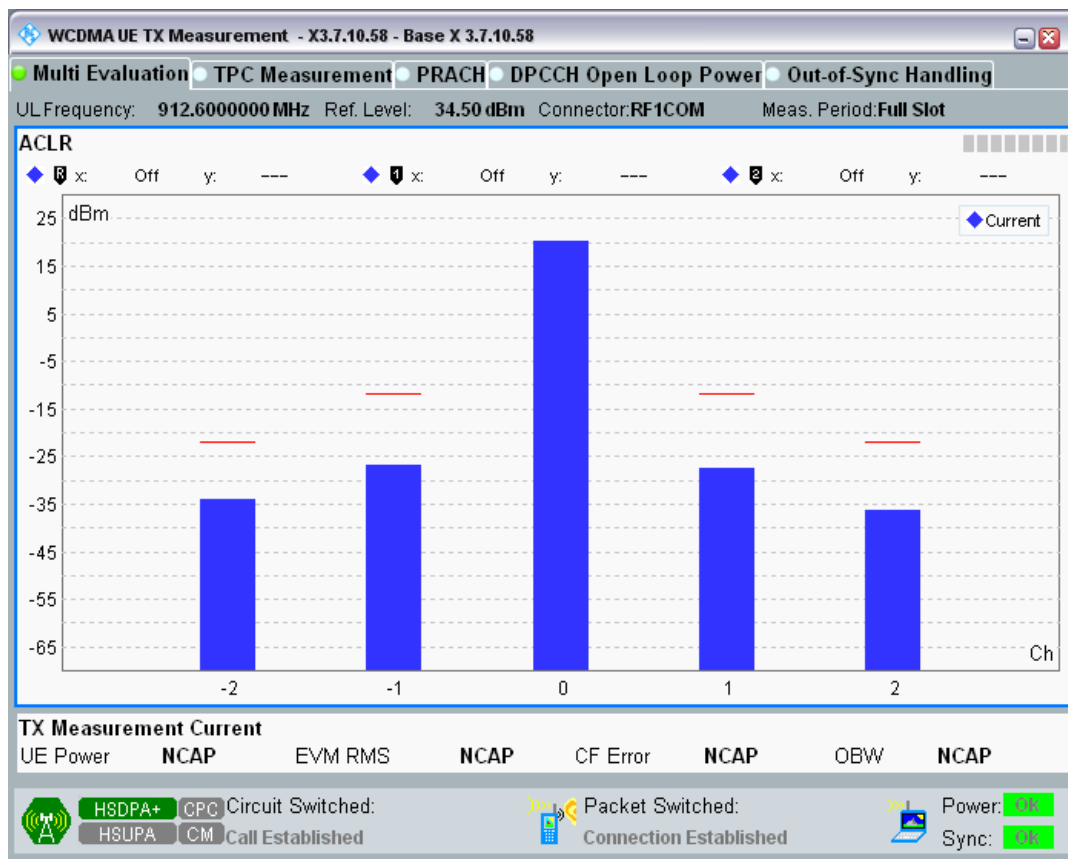 WCDMA UE TX Measurement - X3.7.10.58 - Base X 3.7.10.58
Multi Evaluation TPC Measurement PRACH DPCCH Open Loop Power Out-of-Sync Handling
UL Frequency: 912.6000000 MHz Ref. Level: 34.50 dBm Connector:RF1COM Meas. Period:Full Slot
ACLR
R x: Off y: --- 1 x: Off y: --- 2 x: Off y: ---
dBm
Current
25
15
5
-5
-15
-25
-35
-45
-55
-65
Ch
-2 -1 0 1 2
TX Measurement Current
UE Power NCAP EVM RMS NCAP CF Error NCAP OBW NCAP
HSDPA+ CPC Circuit Switched: Packet Switched: Power: OK
HSUPA CM Call Established Connection Established Sync: OK